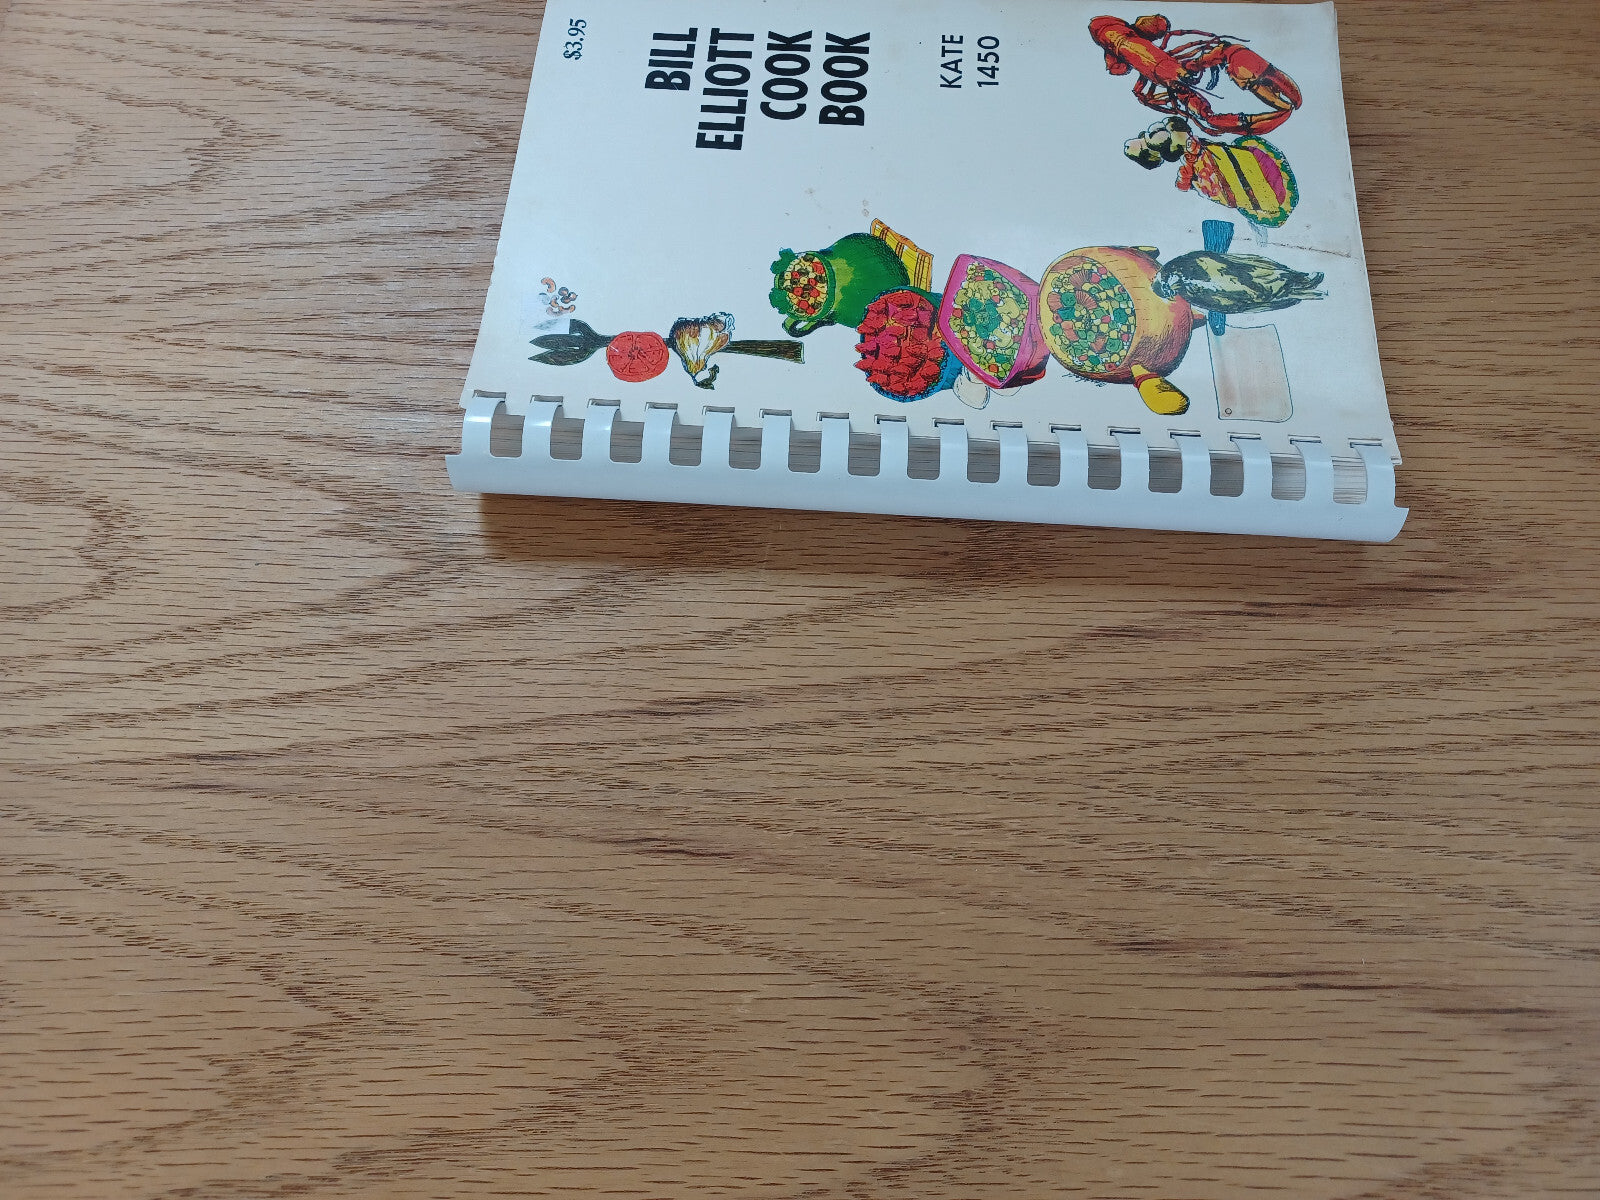 $3.95
BILL
ELLIOTT
COOK
BOOK
KATE
1450